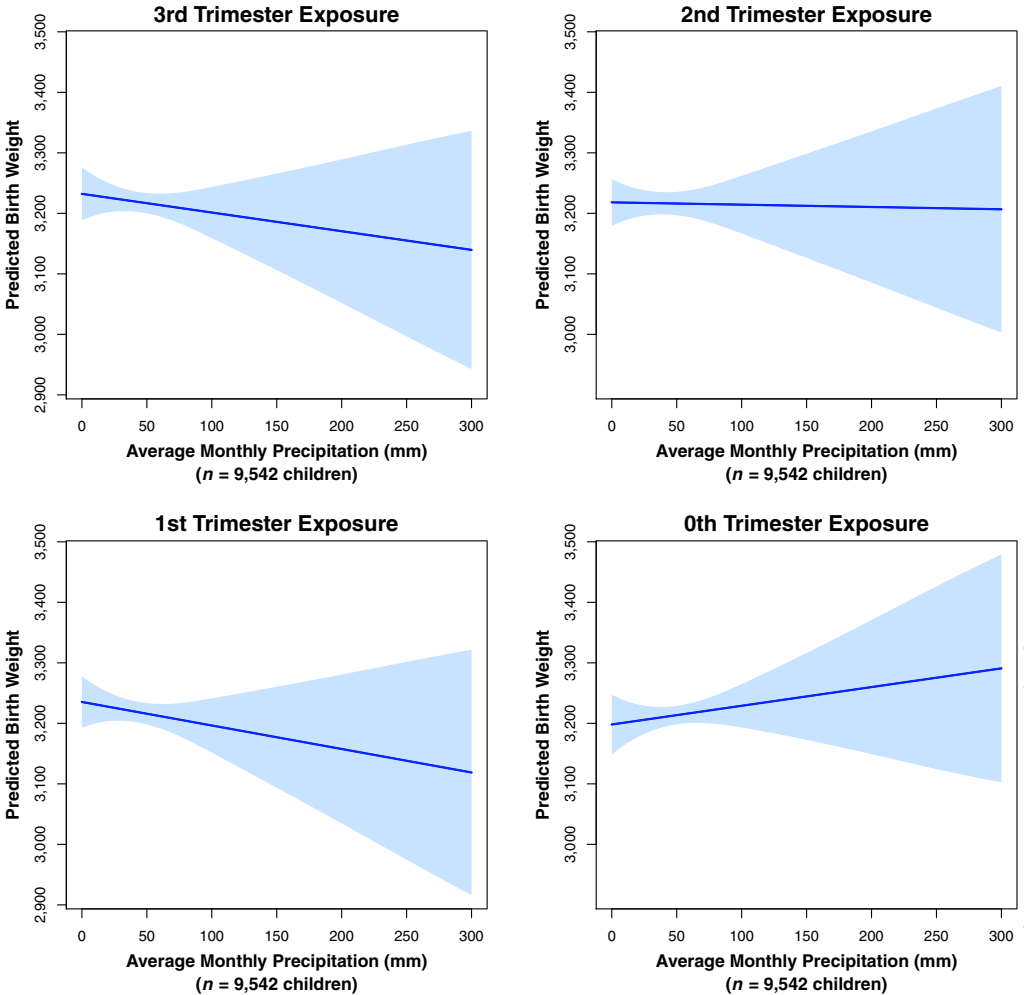 3rd Trimester Exposure
3,500
3,400
3,300
3,200
3,100
3,000
2,900
Predicted Birth Weight
0 50 100 150 200 250 300
Average Monthly Precipitation (mm)
(n = 9,542 children)
2nd Trimester Exposure
3,500
3,400
3,300
3,200
3,100
3,000
Predicted Birth Weight
0 50 100 150 200 250 300
Average Monthly Precipitation (mm)
(n = 9,542 children)
1st Trimester Exposure
3,500
3,400
3,300
3,200
3,100
3,000
2,900
Predicted Birth Weight
0 50 100 150 200 250 300
Average Monthly Precipitation (mm)
(n = 9,542 children)
0th Trimester Exposure
3,500
3,400
3,300
3,200
3,100
3,000
Predicted Birth Weight
0 50 100 150 200 250 300
Average Monthly Precipitation (mm)
(n = 9,542 children)